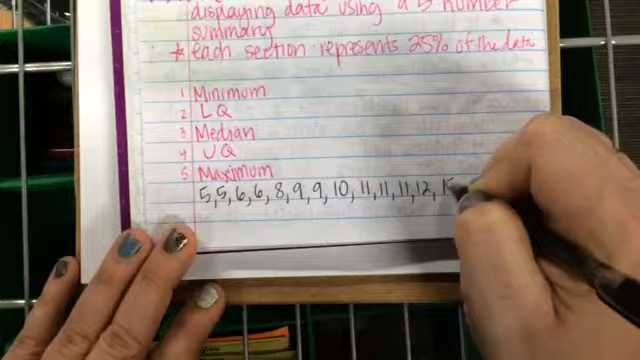 displaying data using a 5 number
summary
* each section represents 25% of the data
1 Minimum
2 LQ
3 Median
4 UQ
5 Maximum
5, 5, 6, 6, 8, 9, 9, 10, 11, 11, 11, 12,